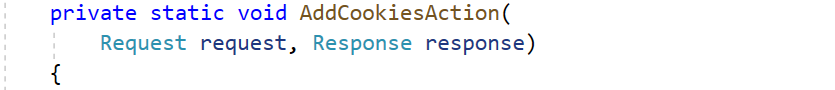 private static void AddCookiesAction(
Request request, Response response)
{